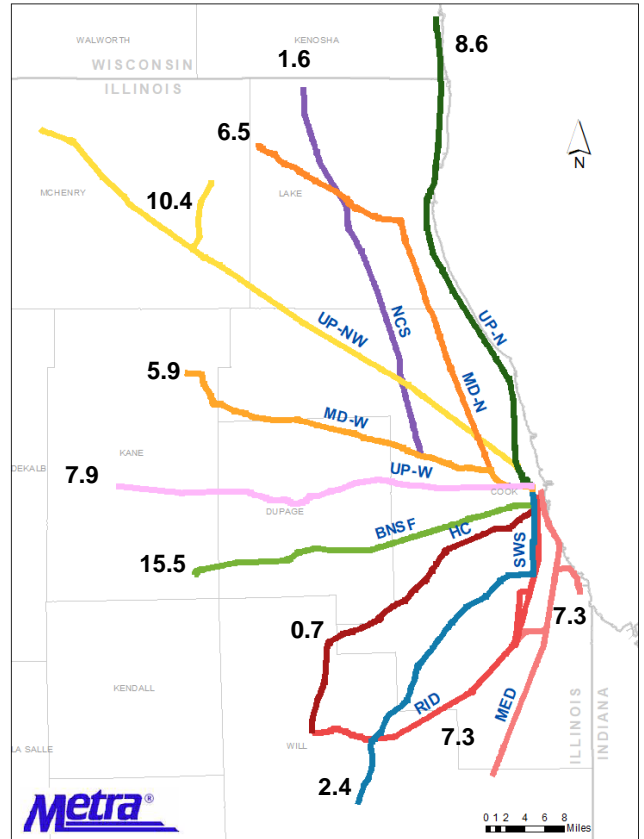 WALWORTH
KENOSHA
8.6
WISCONSIN
1.6
ILLINOIS
6.5
N
MCHENRY
10.4
LAKE
UP-NW
NCS
UP-N
5.9
MD-N
MD-W
KANE
DEKALB
7.9
UP-W
COOK
DUPAGE
BNSF
HC
SWS
15.5
7.3
0.7
KENDALL
RID
MED
ILLINOIS
INDIANA
LA SALLE
WILL
7.3
2.4
Metra®
0 1 2 4 6 8
Miles